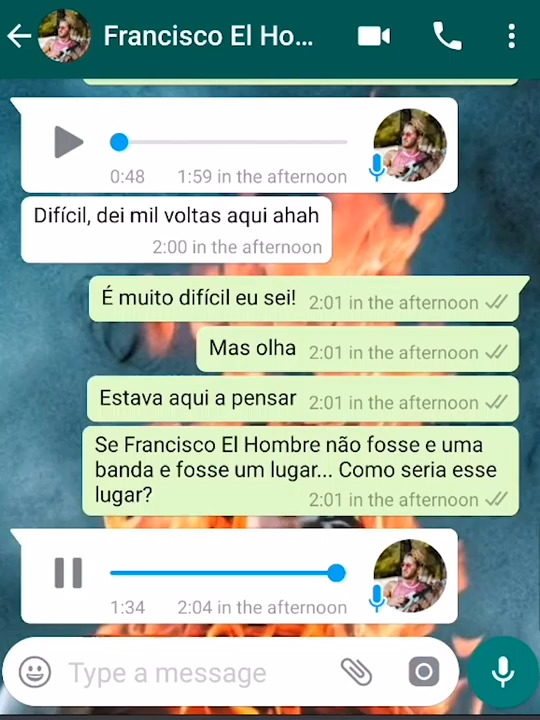 Francisco El Ho...
0:48 1:59 in the afternoon
Difícil, dei mil voltas aqui ahah
2:00 in the afternoon
É muito difícil eu sei! 2:01 in the afternoon
Mas olha 2:01 in the afternoon
Estava aqui a pensar 2:01 in the afternoon
Se Francisco El Hombre não fosse e uma
banda e fosse um lugar... Como seria esse
lugar? 2:01 in the afternoon
1:34 2:04 in the afternoon
Type a message